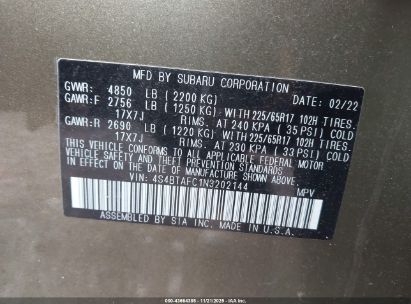 MFD BY SUBARU CORPORATION
GVWR: 4850 LB (2200 KG) DATE: 02/22
GAWR:F 2756 LB (1250 KG) WITH 225/65R17 102H TIRES,
17X7J RIMS, AT 240 KPA (35 PSI) COLD
GAWR:R 2690 LB (1220 KG) WITH 225/65R17 102H TIRES,
17X7J RIMS, AT 230 KPA (33 PSI) COLD
THIS VEHICLE CONFORMS TO ALL APPLICABLE FEDERAL MOTOR
VEHICLE SAFETY, BUMPER, AND THEFT PREVENTION STANDARDS
IN EFFECT ON THE DATE OF MANUFACTURE SHOWN ABOVE.
VIN: 4S4BTAFC1N3202144 MPV
ASSEMBLED BY SIA INC. MADE IN U.S.A.